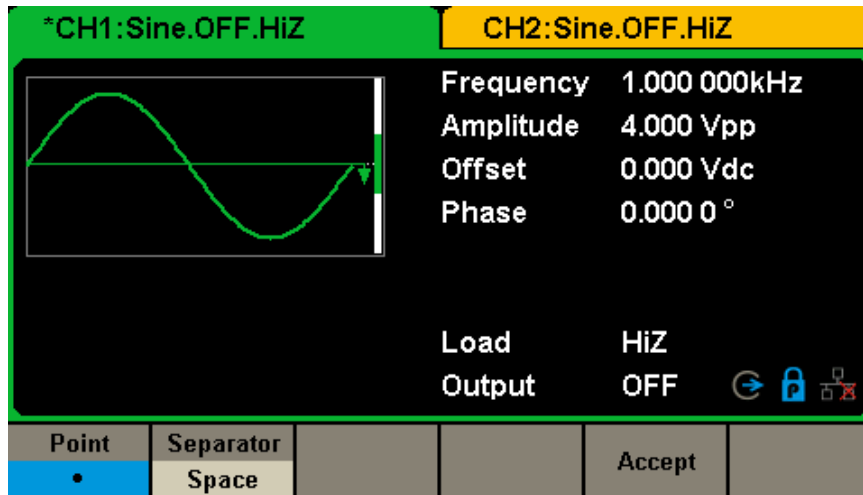 *CH1:Sine.OFF.HiZ
CH2:Sine.OFF.HiZ
Frequency 1.000 000kHz
Amplitude 4.000 Vpp
Offset 0.000 Vdc
Phase 0.000 0 °
Load HiZ
Output OFF
P
Point
•
Separator
Space
Accept